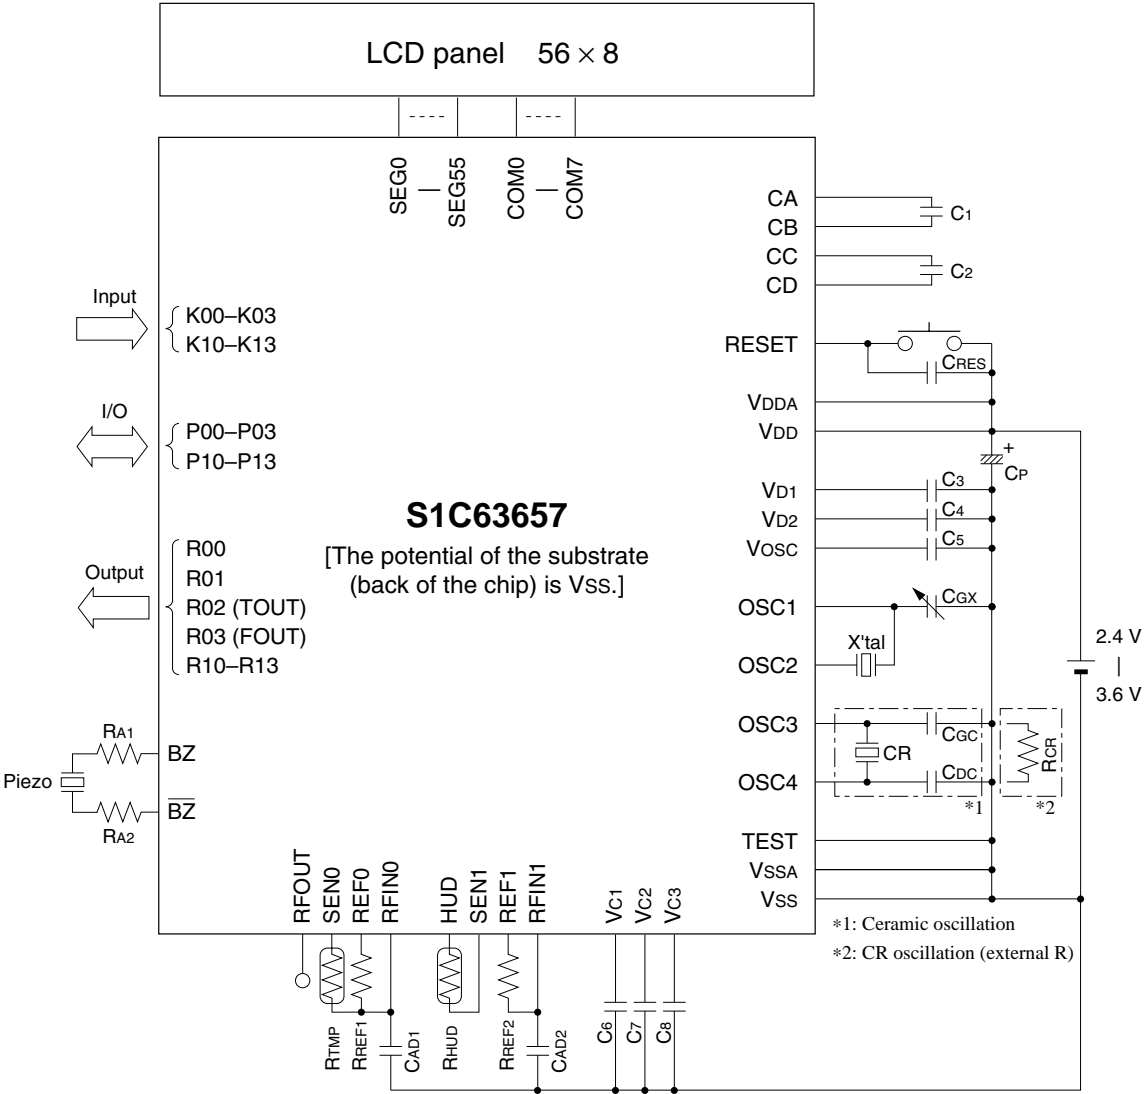 LCD panel 56 × 8
SEG0
SEG55
COM0
COM7
CA
CB
C1
CC
CD
C2
Input
K00–K03
K10–K13
RESET
CRES
I/O
P00–P03
P10–P13
VDDA
VDD
+
CP
VD1
C3
VD2
C4
VOSC
C5
S1C63657
[The potential of the substrate
(back of the chip) is VSS.]
Output
R00
R01
R02 (TOUT)
R03 (FOUT)
R10–R13
OSC1
CGX
OSC2
X'tal
2.4 V
|
3.6 V
OSC3
CGC
CR
OSC4
CDC
*1
RCR
*2
RA1
BZ
Piezo
RA2
B̅Z̅
TEST
VSSA
VSS
RFOUT
SEN0
REF0
RFIN0
HUD
SEN1
REF1
RFIN1
VC1
VC2
VC3
*1: Ceramic oscillation
*2: CR oscillation (external R)
RTMP
RREF1
CAD1
RHUD
RREF2
CAD2
C6
C7
C8